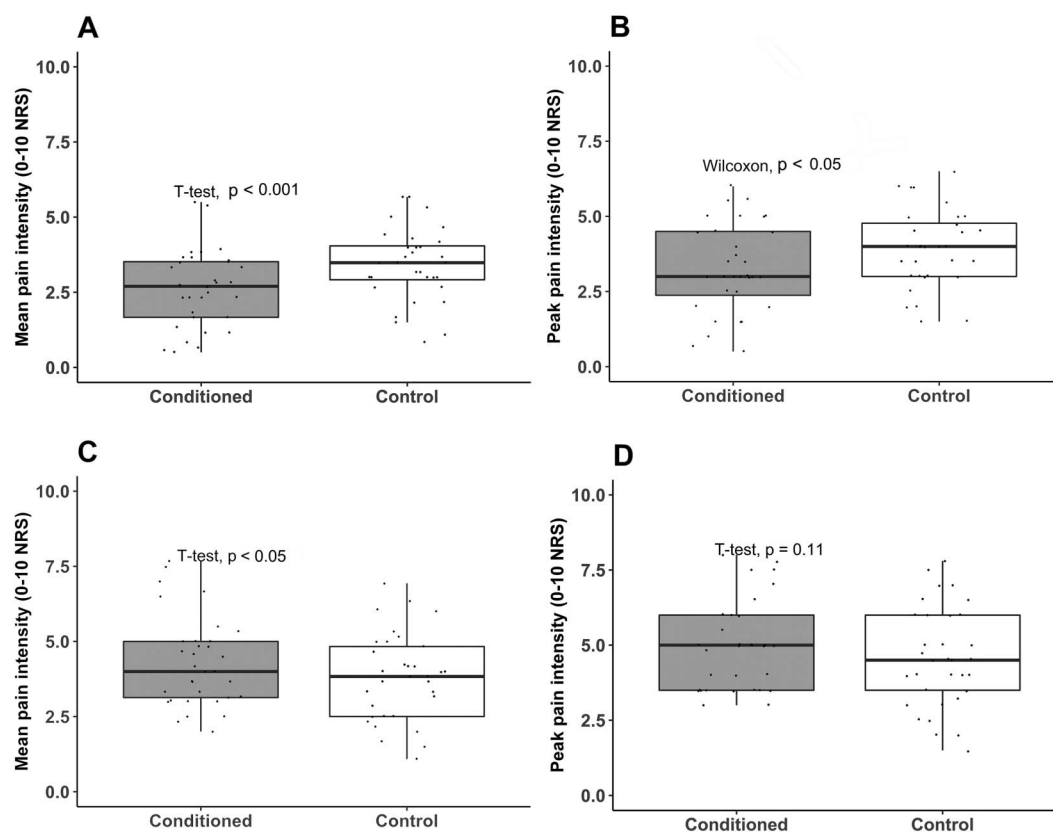 A
Mean pain intensity (0-10 NRS)
10.0
7.5
5.0
2.5
0.0
T-test, p < 0.001
Conditioned Control
B
Peak pain intensity (0-10 NRS)
10.0
7.5
5.0
2.5
0.0
Wilcoxon, p < 0.05
Conditioned Control
C
Mean pain intensity (0-10 NRS)
10.0
7.5
5.0
2.5
0.0
T-test, p < 0.05
Conditioned Control
D
Peak pain intensity (0-10 NRS)
10.0
7.5
5.0
2.5
0.0
T-test, p = 0.11
Conditioned Control